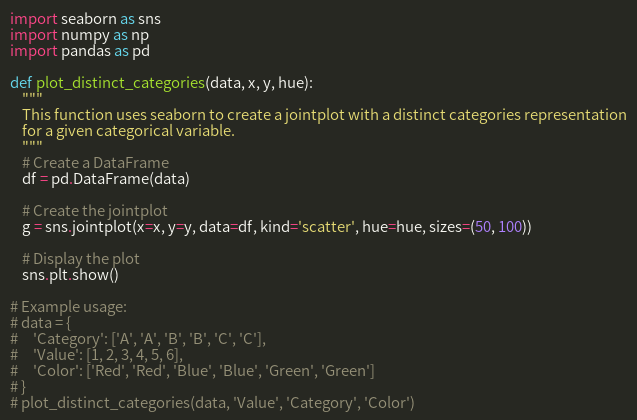 import seaborn as sns
import numpy as np
import pandas as pd

def plot_distinct_categories(data, x, y, hue):
    """
    This function uses seaborn to create a jointplot with a distinct categories representation
    for a given categorical variable.
    """
    # Create a DataFrame
    df = pd.DataFrame(data)

    # Create the jointplot
    g = sns.jointplot(x=x, y=y, data=df, kind='scatter', hue=hue, sizes=(50, 100))

    # Display the plot
    sns.plt.show()

# Example usage:
# data = {
#     'Category': ['A', 'A', 'B', 'B', 'C', 'C'],
#     'Value': [1, 2, 3, 4, 5, 6],
#     'Color': ['Red', 'Red', 'Blue', 'Blue', 'Green', 'Green']
# }
# plot_distinct_categories(data, 'Value', 'Category', 'Color')